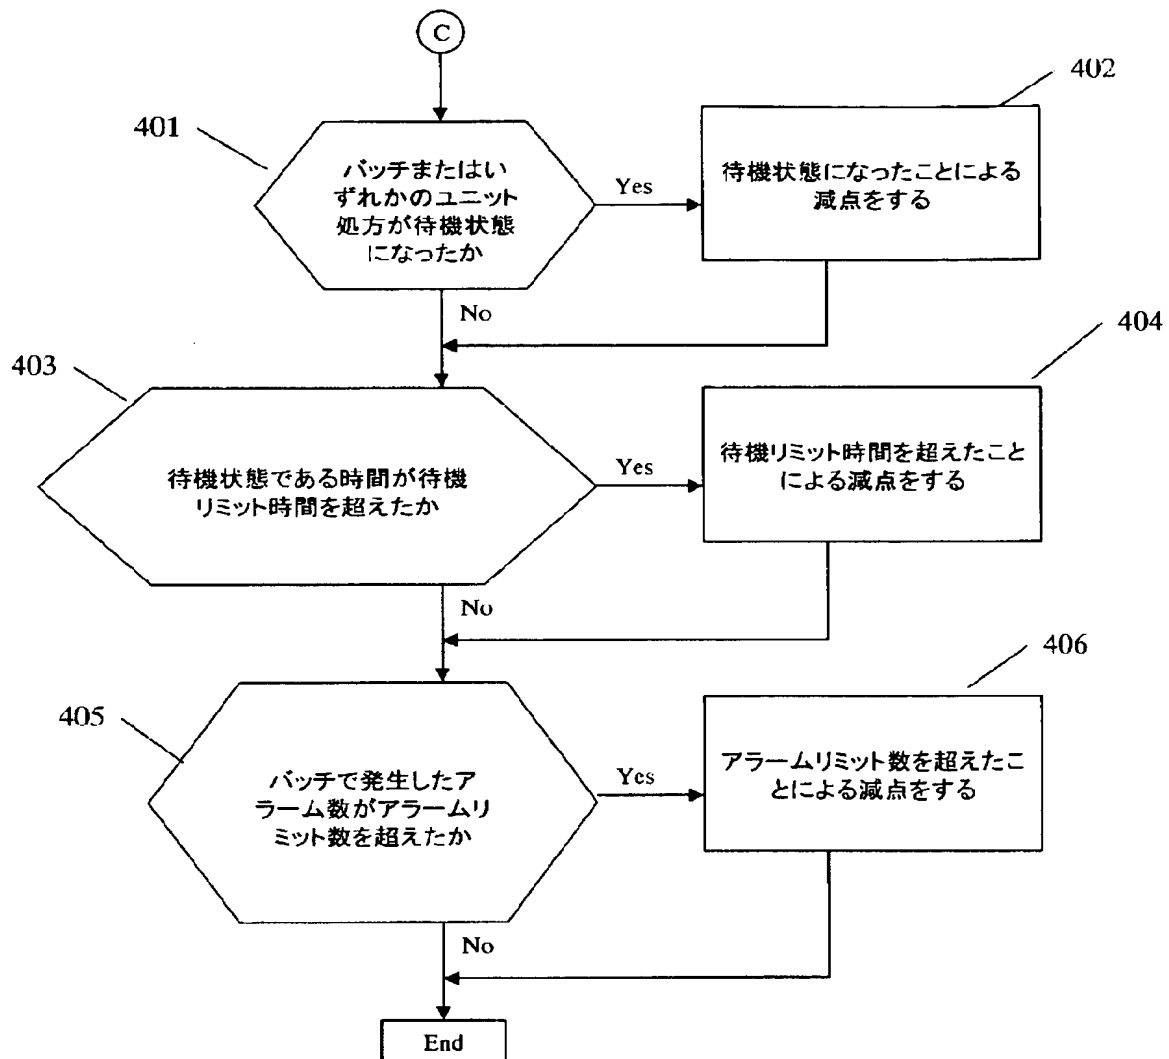 C
402
401
バッチまたはい
ずれかのユニット
処方が待機状態
になったか
Yes
待機状態になったことによる
減点をする
No
404
403
待機状態である時間が待機
リミット時間を超えたか
Yes
待機リミット時間を超えたこと
による減点をする
No
406
405
バッチで発生したア
ラーム数がアラームリ
ミット数を超えたか
Yes
アラームリミット数を超えたこ
とによる減点をする
No
End